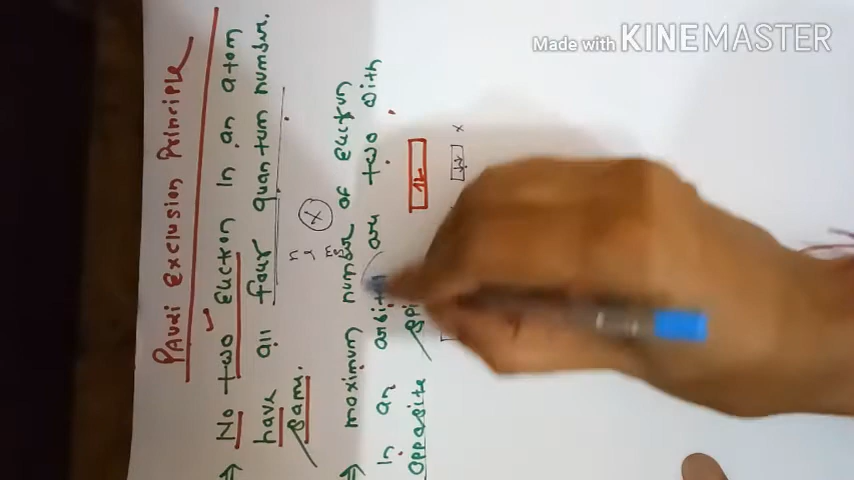 Made with KINEMASTER
Pauli Exclusion Principle
⇒ No two Electron in an atom
have all four quantum number.
same.
n
l
m
s
x
⇒ maximum number of Electron
in an orbital are two with
opposite spin
x